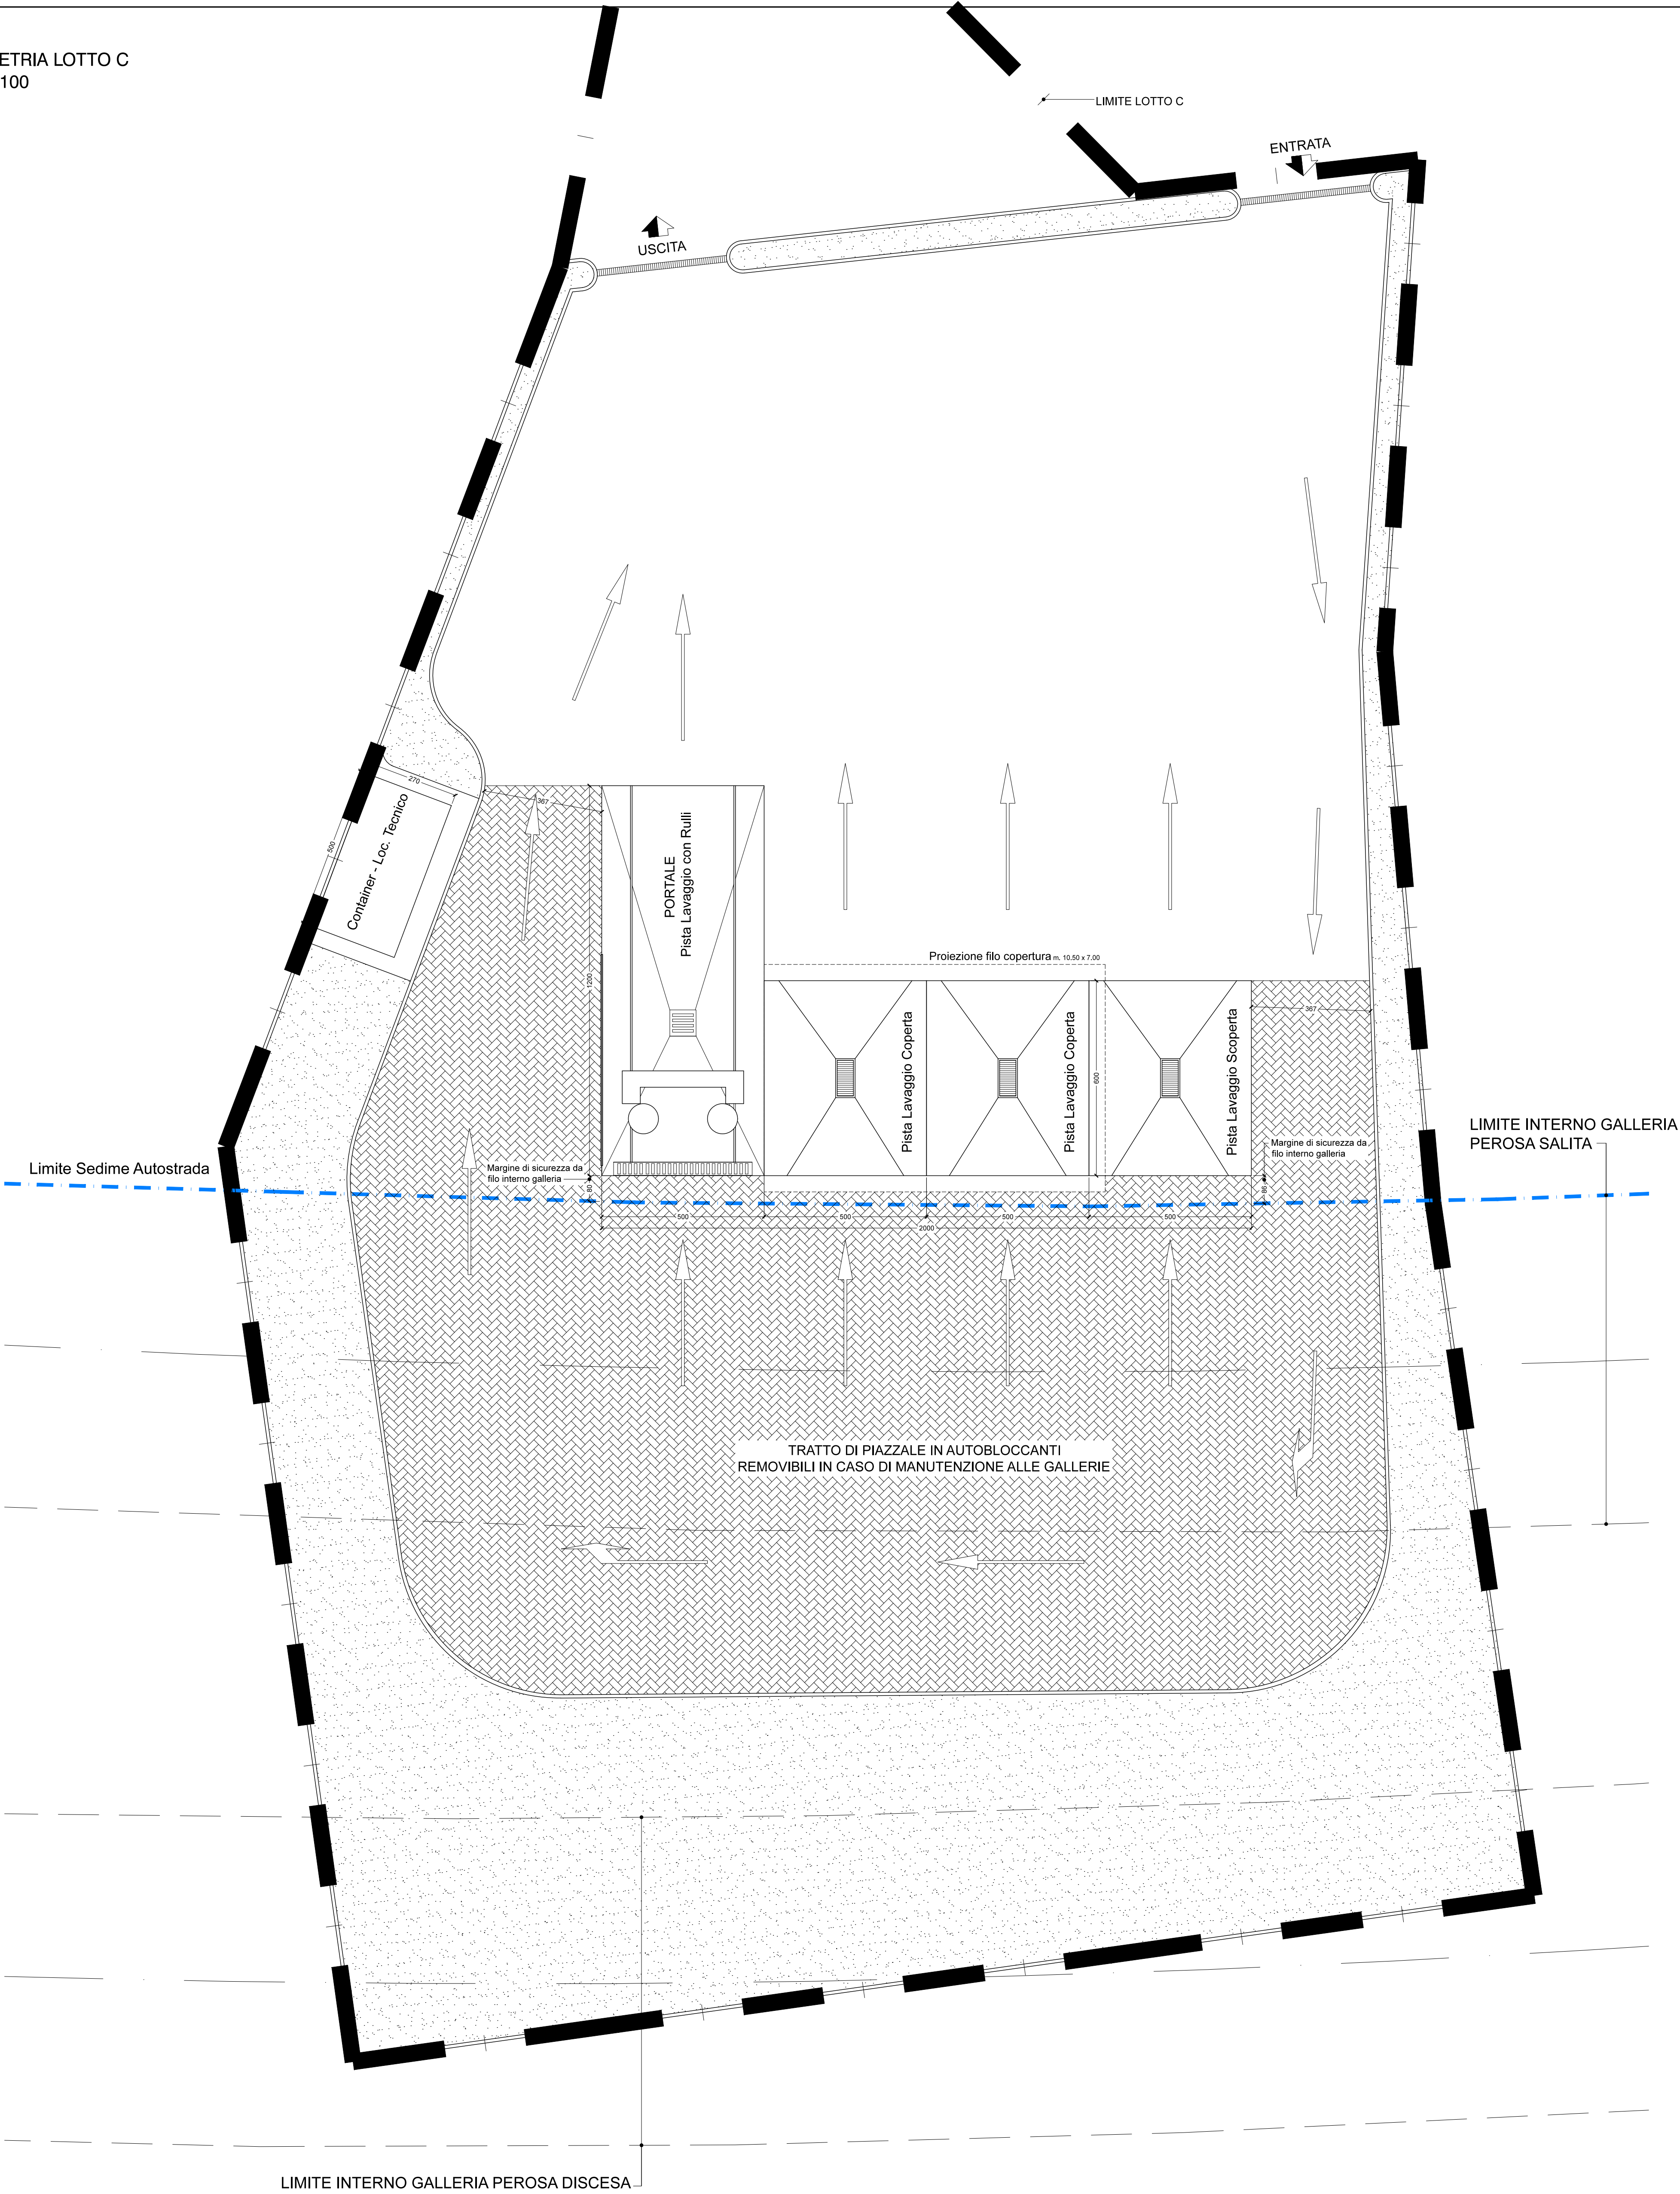 ETRIA LOTTO C
100
LIMITE LOTTO C
ENTRATA
USCITA
270
500
Container - Loc. Tecnico
367
PORTALE
Pista Lavaggio con Rulli
1200
Proiezione filo copertura m. 10.50 x 7.00
Pista Lavaggio Coperta
Pista Lavaggio Coperta
600
Pista Lavaggio Scoperta
367
LIMITE INTERNO GALLERIA
PEROSA SALITA
Limite Sedime Autostrada
Margine di sicurezza da
filo interno galleria
80
Margine di sicurezza da
filo interno galleria
86
500
500
500
500
2000
TRATTO DI PIAZZALE IN AUTOBLOCCANTI
REMOVIBILI IN CASO DI MANUTENZIONE ALLE GALLERIE
LIMITE INTERNO GALLERIA PEROSA DISCESA